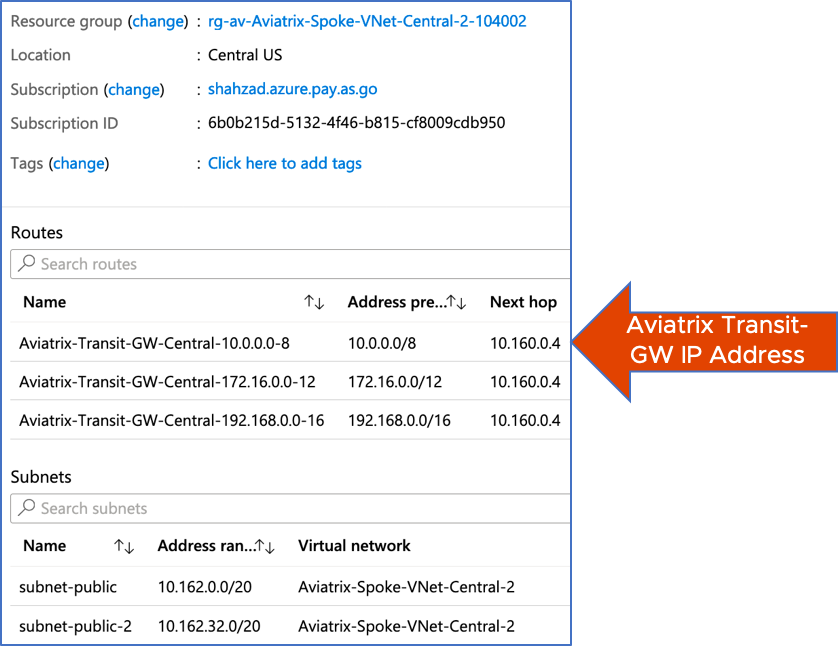 Resource group (change) : rg-av-Aviatrix-Spoke-VNet-Central-2-104002
Location : Central US
Subscription (change) : shahzad.azure.pay.as.go
Subscription ID : 6b0b215d-5132-4f46-b815-cf8009cdb950
Tags (change) : Click here to add tags
Routes
Search routes
Name ↑↓ Address pre...↑↓ Next hop
Aviatrix-Transit-GW-Central-10.0.0.0-8 10.0.0.0/8 10.160.0.4
Aviatrix-Transit-GW-Central-172.16.0.0-12 172.16.0.0/12 10.160.0.4
Aviatrix-Transit-GW-Central-192.168.0.0-16 192.168.0.0/16 10.160.0.4
Aviatrix Transit-
GW IP Address
Subnets
Search subnets
Name ↑↓ Address ran...↑↓ Virtual network
subnet-public 10.162.0.0/20 Aviatrix-Spoke-VNet-Central-2
subnet-public-2 10.162.32.0/20 Aviatrix-Spoke-VNet-Central-2